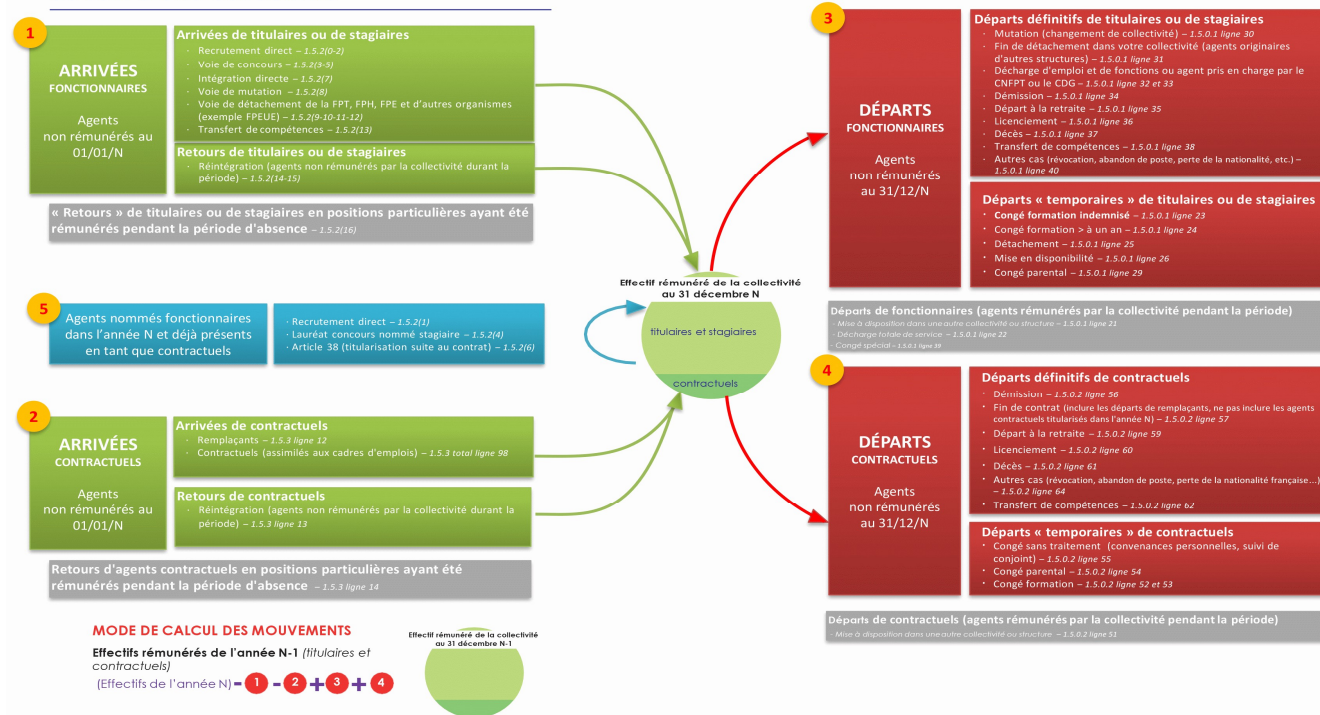 1
ARRIVÉES
FONCTIONNAIRES
Agents
non rémunérés au
01/01/N
Arrivées de titulaires ou de stagiaires
· Recrutement direct – 1.5.2(0-2)
· Voie de concours – 1.5.2(3-5)
· Intégration directe – 1.5.2(7)
· Voie de mutation – 1.5.2(8)
· Voie de détachement de la FPT, FPH, FPE et d'autres organismes
(exemple FPEUE) – 1.5.2(9-10-11-12)
· Transfert de compétences – 1.5.2(13)
Retours de titulaires ou de stagiaires
· Réintégration (agents non rémunérés par la collectivité durant la
période) – 1.5.2(14-15)
« Retours » de titulaires ou de stagiaires en positions particulières ayant été
rémunérés pendant la période d'absence – 1.5.2(16)
5
Agents nommés fonctionnaires
dans l'année N et déjà présents
en tant que contractuels
· Recrutement direct – 1.5.2(1)
· Lauréat concours nommé stagiaire – 1.5.2(4)
· Article 38 (titularisation suite au contrat) – 1.5.2(6)
2
ARRIVÉES
CONTRACTUELS
Agents
non rémunérés au
01/01/N
Arrivées de contractuels
· Remplaçants – 1.5.3 ligne 12
· Contractuels (assimilés aux cadres d'emplois) – 1.5.3 total ligne 98
Retours de contractuels
· Réintégration (agents non rémunérés par la collectivité durant la
période) – 1.5.3 ligne 13
Retours d'agents contractuels en positions particulières ayant été
rémunérés pendant la période d'absence – 1.5.3 ligne 14
MODE DE CALCUL DES MOUVEMENTS
Effectifs rémunérés de l'année N-1 (titulaires et
contractuels)
(Effectifs de l'année N) - 1 - 2 + 3 + 4
Effectif rémunéré de la collectivité
au 31 décembre N-1
Effectif rémunéré de la collectivité
au 31 décembre N
titulaires et stagiaires
contractuels
3
DÉPARTS
FONCTIONNAIRES
Agents
non rémunérés
au 31/12/N
Départs définitifs de titulaires ou de stagiaires
· Mutation (changement de collectivité) – 1.5.0.1 ligne 30
· Fin de détachement dans votre collectivité (agents originaires
d'autres structures) – 1.5.0.1 ligne 31
· Décharge d'emploi et de fonctions ou agent pris en charge par le
CNFPT ou le CDG – 1.5.0.1 ligne 32 et 33
· Démission – 1.5.0.1 ligne 34
· Départ à la retraite – 1.5.0.1 ligne 35
· Licenciement – 1.5.0.1 ligne 36
· Décès – 1.5.0.1 ligne 37
· Transfert de compétences – 1.5.0.1 ligne 38
· Autres cas (révocation, abandon de poste, perte de la nationalité, etc.) –
1.5.0.1 ligne 40
Départs « temporaires » de titulaires ou de stagiaires
· Congé formation indemnisé – 1.5.0.1 ligne 23
· Congé formation > à un an – 1.5.0.1 ligne 24
· Détachement – 1.5.0.1 ligne 25
· Mise en disponibilité – 1.5.0.1 ligne 26
· Congé parental – 1.5.0.1 ligne 29
Départs de fonctionnaires (agents rémunérés par la collectivité pendant la période)
- Mise à disposition dans une autre collectivité ou structure – 1.5.0.1 ligne 21
- Décharge totale de service – 1.5.0.1 ligne 22
- Congé spécial – 1.5.0.1 ligne 39
4
DÉPARTS
CONTRACTUELS
Agents
non rémunérés
au 31/12/N
Départs définitifs de contractuels
· Démission – 1.5.0.2 ligne 56
· Fin de contrat (inclure les départs de remplaçants, ne pas inclure les agents
contractuels titularisés dans l'année N) – 1.5.0.2 ligne 57
· Départ à la retraite – 1.5.0.2 ligne 59
· Licenciement – 1.5.0.2 ligne 60
· Décès – 1.5.0.2 ligne 61
· Autres cas (révocation, abandon de poste, perte de la nationalité française...)
– 1.5.0.2 ligne 64
· Transfert de compétences – 1.5.0.2 ligne 62
Départs « temporaires » de contractuels
· Congé sans traitement (convenances personnelles, suivi de
conjoint) – 1.5.0.2 ligne 55
· Congé parental – 1.5.0.2 ligne 54
· Congé formation – 1.5.0.2 ligne 52 et 53
Départs de contractuels (agents rémunérés par la collectivité pendant la période)
- Mise à disposition dans une autre collectivité ou structure – 1.5.0.2 ligne 51